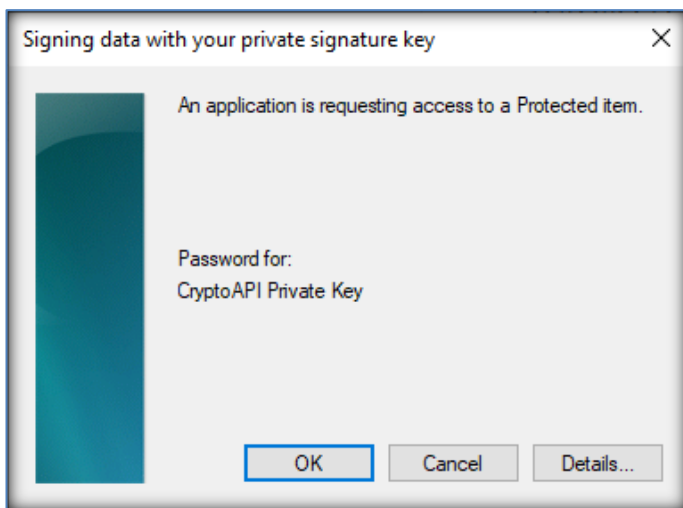 Signing data with your private signature key
An application is requesting access to a Protected item.
Password for:
CryptoAPI Private Key
OK Cancel Details...